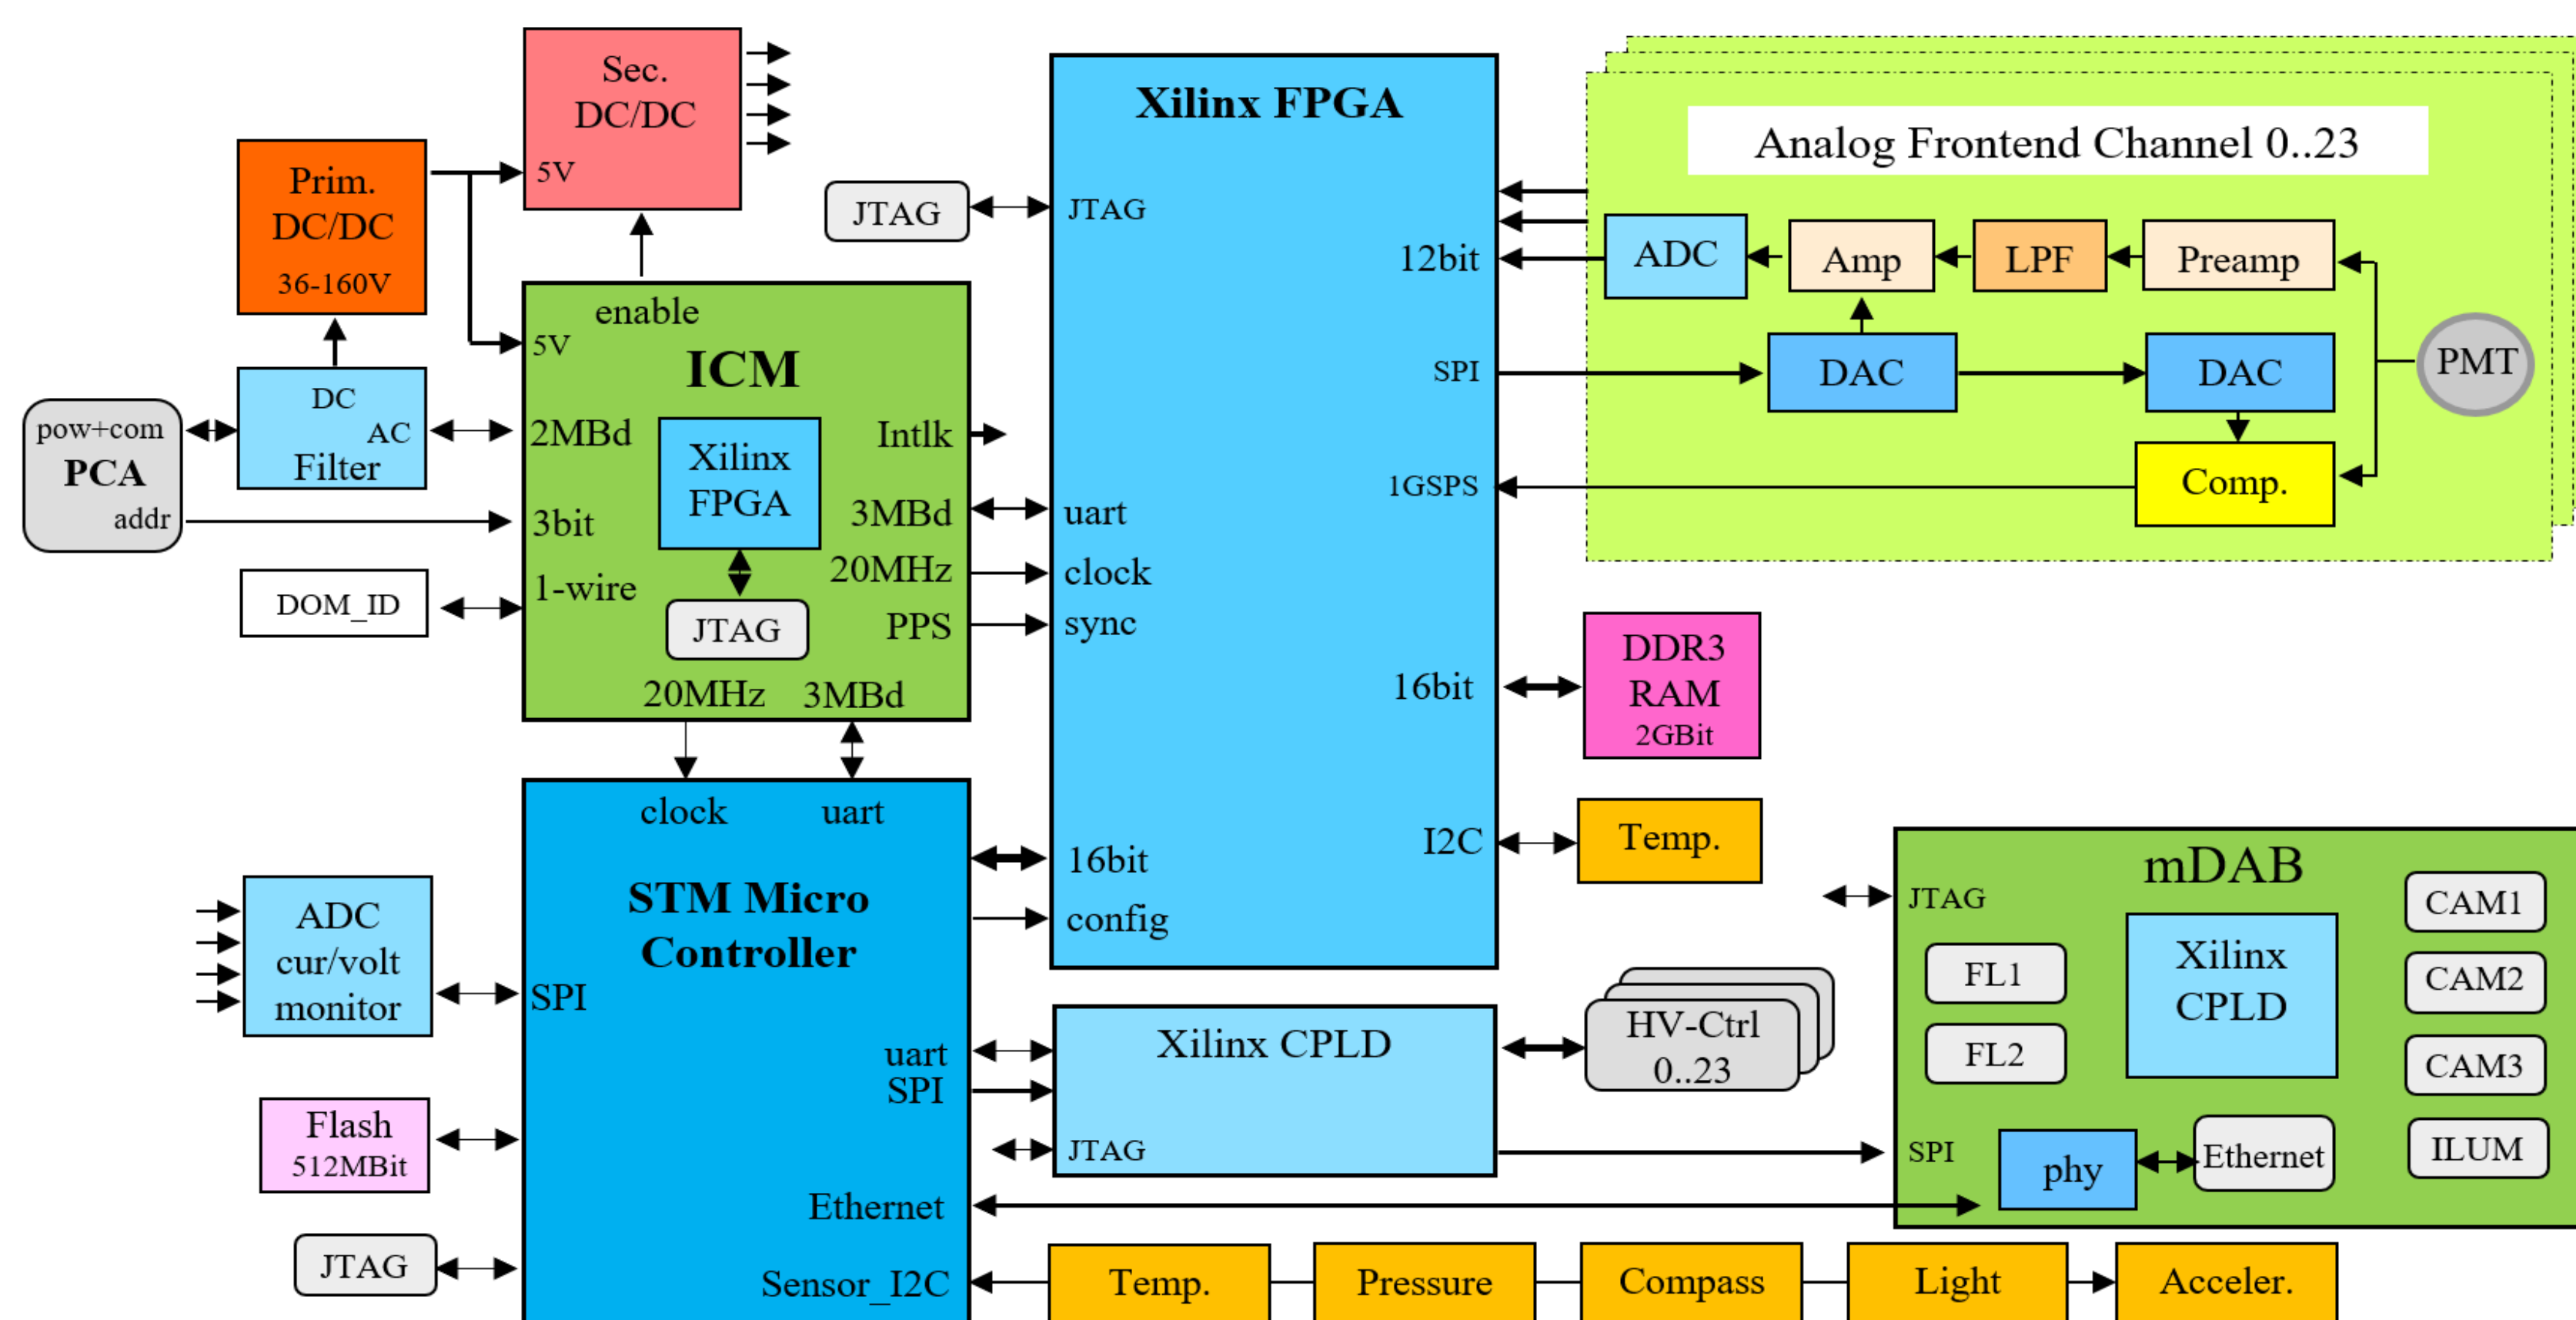 Sec.
DC/DC
5V
Prim.
DC/DC
36-160V
DC
AC
Filter
pow+com
PCA
addr
DOM_ID
enable
5V
ICM
2MBd
Intlk
Xilinx
FPGA
3bit
3MBd
20MHz
1-wire
JTAG
PPS
20MHz
3MBd
JTAG
Xilinx FPGA
JTAG
12bit
SPI
1GSPS
uart
clock
sync
16bit
I2C
16bit
config
Analog Frontend Channel 0..23
ADC
Amp
LPF
Preamp
DAC
DAC
PMT
Comp.
DDR3
RAM
2GBit
Temp.
clock
uart
STM Micro
Controller
SPI
uart
SPI
Ethernet
Sensor_I2C
ADC
cur/volt
monitor
Flash
512MBit
JTAG
Xilinx CPLD
JTAG
HV-Ctrl
0..23
mDAB
JTAG
CAM1
FL1
Xilinx
CPLD
CAM2
FL2
CAM3
SPI
phy
Ethernet
ILUM
Temp.
Pressure
Compass
Light
Acceler.